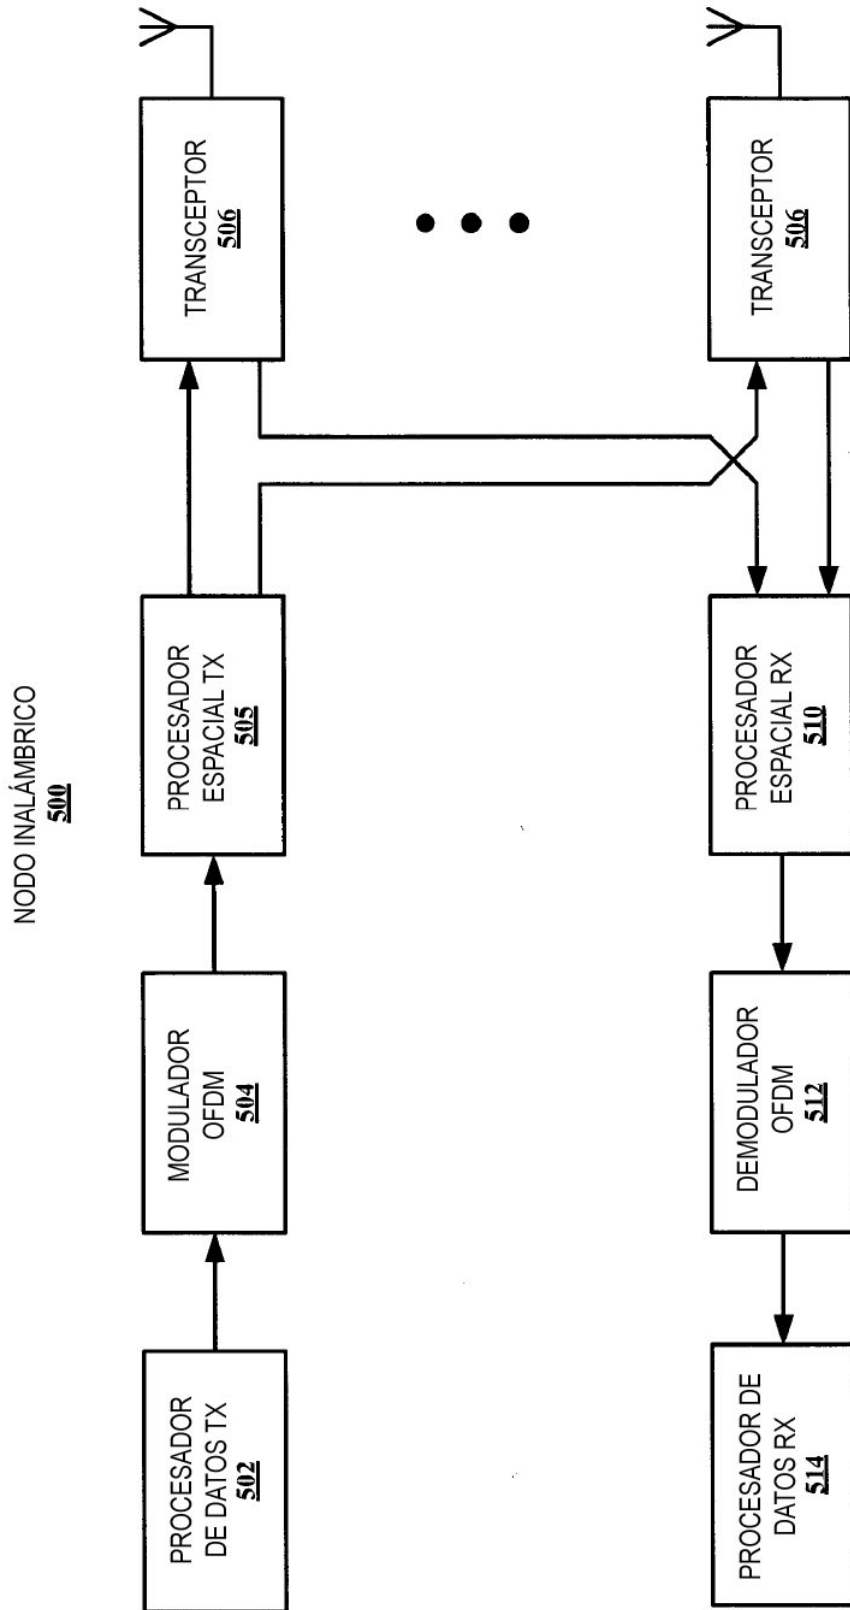 NODO INALÁMBRICO
500
PROCESADOR
DE DATOS TX
502
MODULADOR
OFDM
504
PROCESADOR
ESPACIAL TX
505
TRANSCEPTOR
506
PROCESADOR DE
DATOS RX
514
DEMODULADOR
OFDM
512
PROCESADOR
ESPACIAL RX
510
TRANSCEPTOR
506